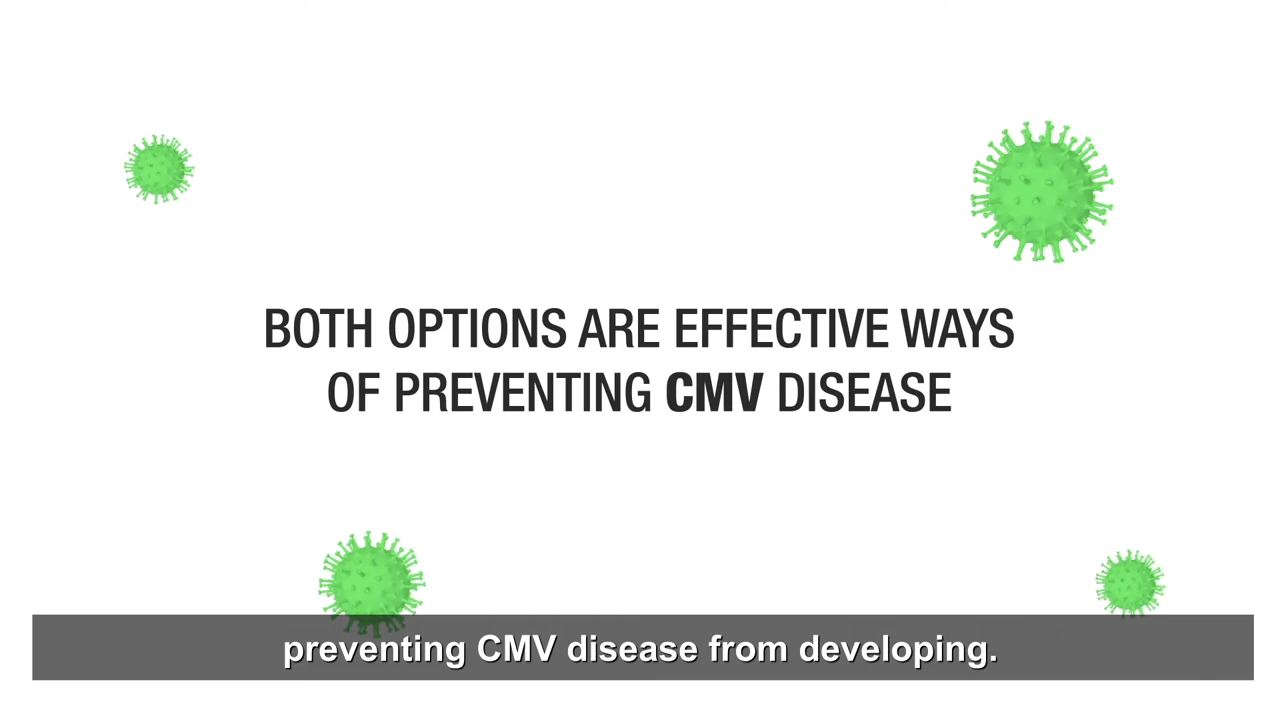 BOTH OPTIONS ARE EFFECTIVE WAYS
OF PREVENTING CMV DISEASE
preventing CMV disease from developing.